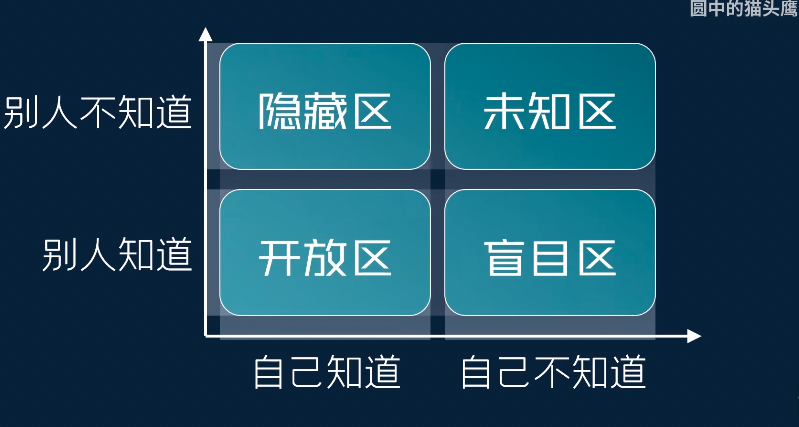 圆中的猫头鹰
别人不知道
隐藏区
未知区
别人知道
开放区
盲目区
自己知道
自己不知道